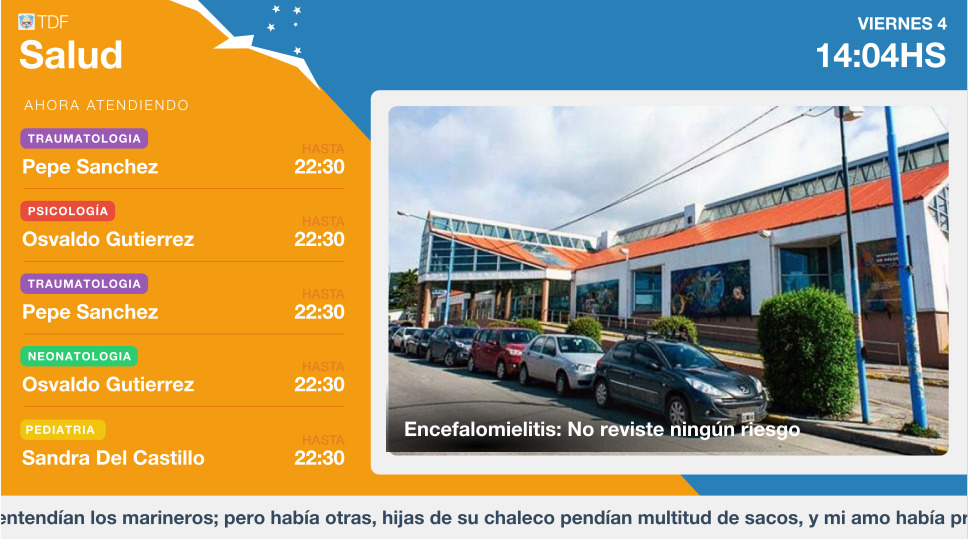 TDF
Salud
VIERNES 4
14:04HS
AHORA ATENDIENDO
TRAUMATOLOGIA
HASTA
Pepe Sanchez 22:30
PSICOLOGÍA
HASTA
Osvaldo Gutierrez 22:30
TRAUMATOLOGIA
HASTA
Pepe Sanchez 22:30
NEONATOLOGIA
HASTA
Osvaldo Gutierrez 22:30
PEDIATRIA
HASTA
Sandra Del Castillo 22:30
Encefalomielitis: No reviste ningún riesgo
entendían los marineros; pero había otras, hijas de su chaleco pendían multitud de sacos, y mi amo había pr